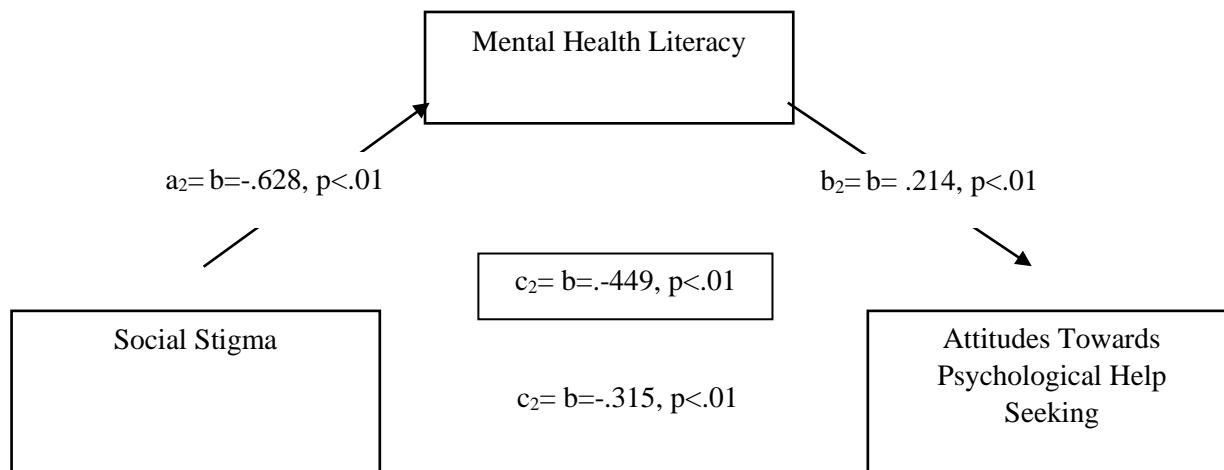 Mental Health Literacy
a₂= b=-.628, p<.01
b₂= b= .214, p<.01
c₂= b=.-449, p<.01
Social Stigma
Attitudes Towards
Psychological Help
Seeking
c₂= b=-.315, p<.01